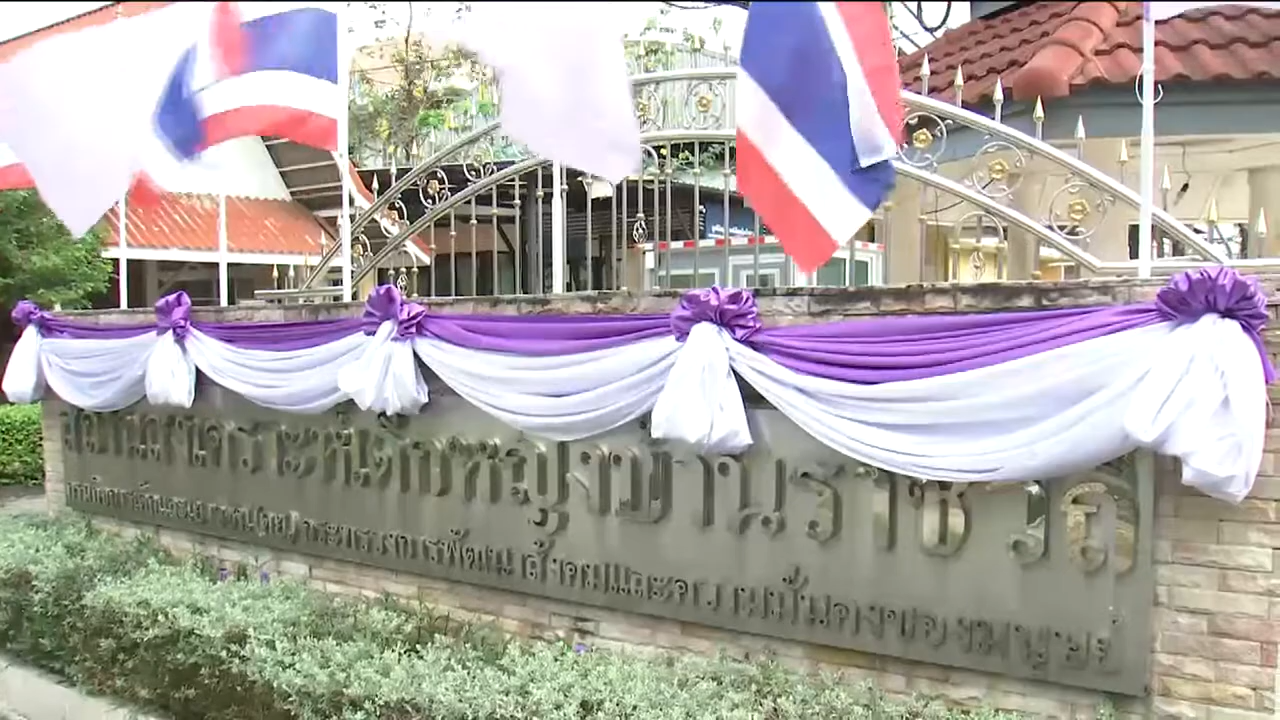 สถานสงเคราะห์เด็กหญิงบ้านราชวิถี
กรมกิจการเด็กและเยาวชน(ดย.) กระทรวงการพัฒนาสังคมและความมั่นคงของมนุษย์